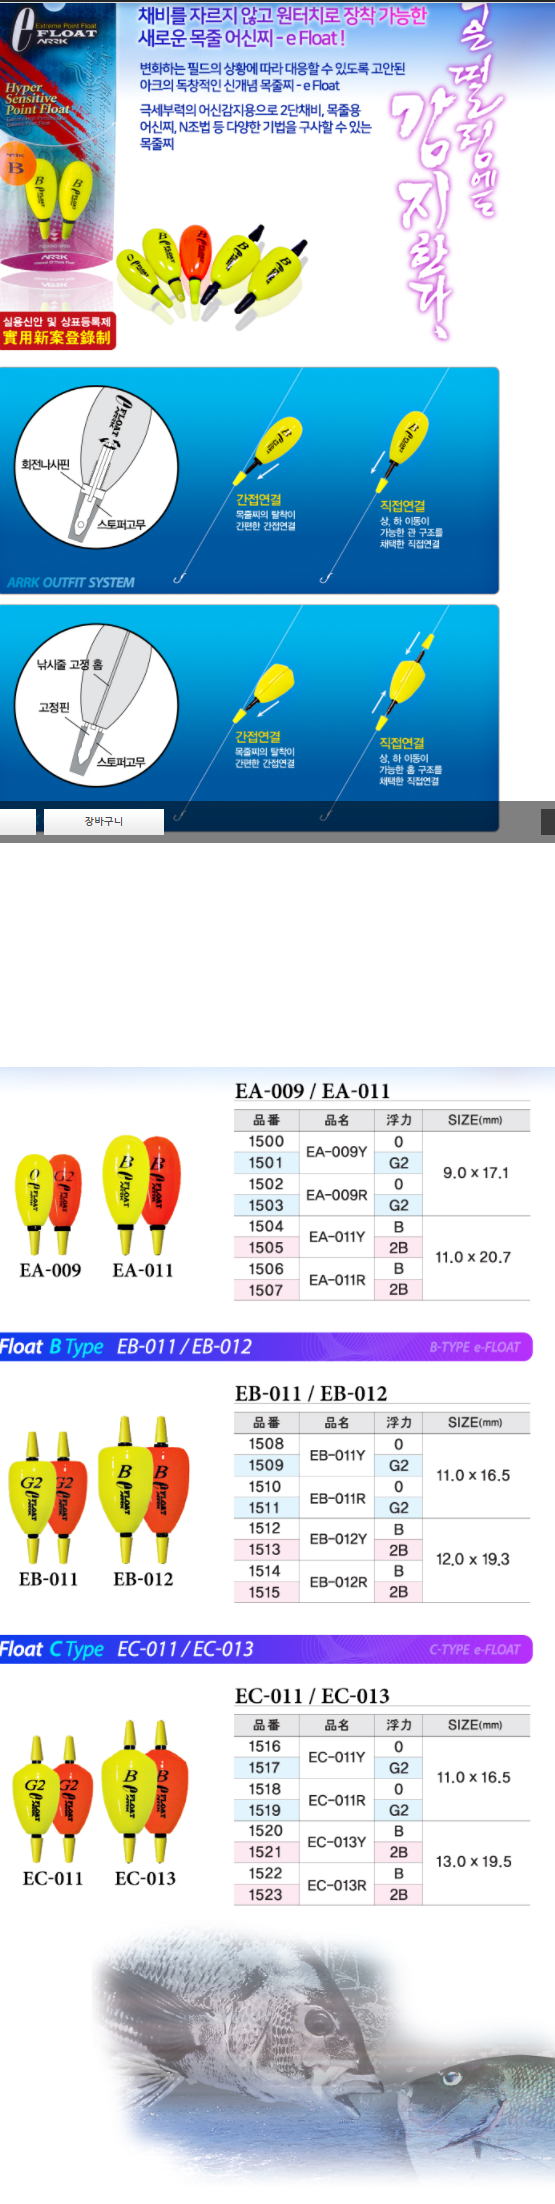 Extreme Point Float
e FLOAT
ARRK
Hyper
Sensitive
Point Float
B
ARRK
채비를 자르지 않고 원터치로 장착 가능한
새로운 목줄 어신찌 - e Float !
변화하는 필드의 상황에 따라 대응할 수 있도록 고안된
아크의 독창적인 신개념 목줄찌 - e Float
극세부력의 어신감지용으로 2단채비, 목줄용
어신찌, N조법 등 다양한 기법을 구사할 수 있는
목줄찌
떨림에
감지한다.
실용신안 및 상표등록제
實用新案登錄制
e FLOAT
ARRK
회전나사핀
스토퍼고무
간접연결
목줄찌의 탈착이
간편한 간접연결
직접연결
상, 하 이동이
가능한 관 구조를
채택한 직접연결
ARRK OUTFIT SYSTEM
낚시줄 고정 홈
고정핀
스토퍼고무
간접연결
목줄찌의 탈착이
간편한 간접연결
직접연결
상, 하 이동이
가능한 홈 구조를
채택한 직접연결
장바구니
EA-009 / EA-011
品番 品名 浮力 SIZE(mm)
1500 EA-009Y 0 9.0 x 17.1
1501 G2
1502 EA-009R 0
1503 G2
1504 EA-011Y B 11.0 x 20.7
1505 2B
1506 EA-011R B
1507 2B
EA-009 EA-011
Float B Type EB-011 / EB-012 B-TYPE e-FLOAT
EB-011 / EB-012
品番 品名 浮力 SIZE(mm)
1508 EB-011Y 0 11.0 x 16.5
1509 G2
1510 EB-011R 0
1511 G2
1512 EB-012Y B 12.0 x 19.3
1513 2B
1514 EB-012R B
1515 2B
EB-011 EB-012
Float C Type EC-011 / EC-013 C-TYPE e-FLOAT
EC-011 / EC-013
品番 品名 浮力 SIZE(mm)
1516 EC-011Y 0 11.0 x 16.5
1517 G2
1518 EC-011R 0
1519 G2
1520 EC-013Y B 13.0 x 19.5
1521 2B
1522 EC-013R B
1523 2B
EC-011 EC-013